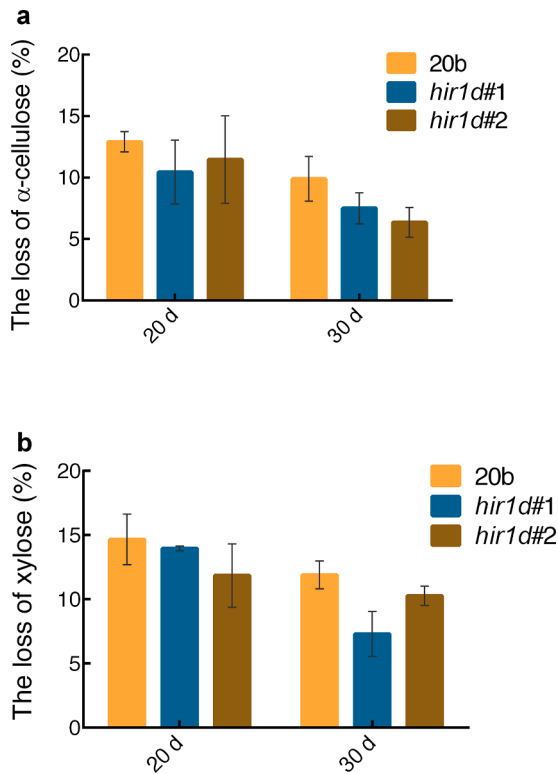 a
The loss of α-cellulose (%)
20
15
10
5
0
20 d
30 d
20b
hir1d#1
hir1d#2
b
The loss of xylose (%)
20
15
10
5
0
20 d
30 d
20b
hir1d#1
hir1d#2